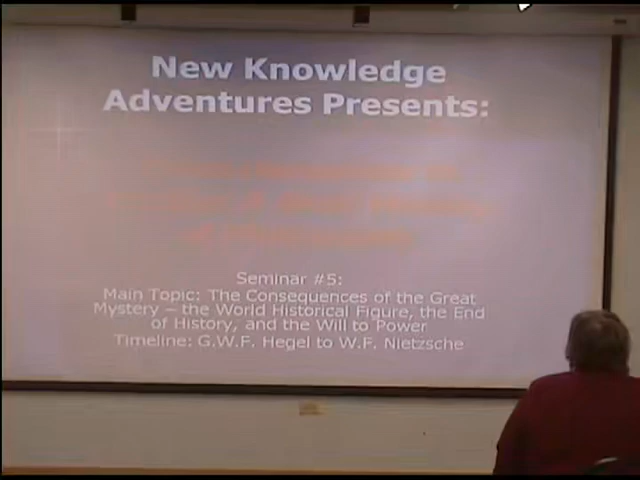 New Knowledge
Adventures Presents:
Seminar #5:
Main Topic: The Consequences of the Great
Mystery – the World Historical Figure, the End
of History, and the Will to Power
Timeline: G.W.F. Hegel to W.F. Nietzsche